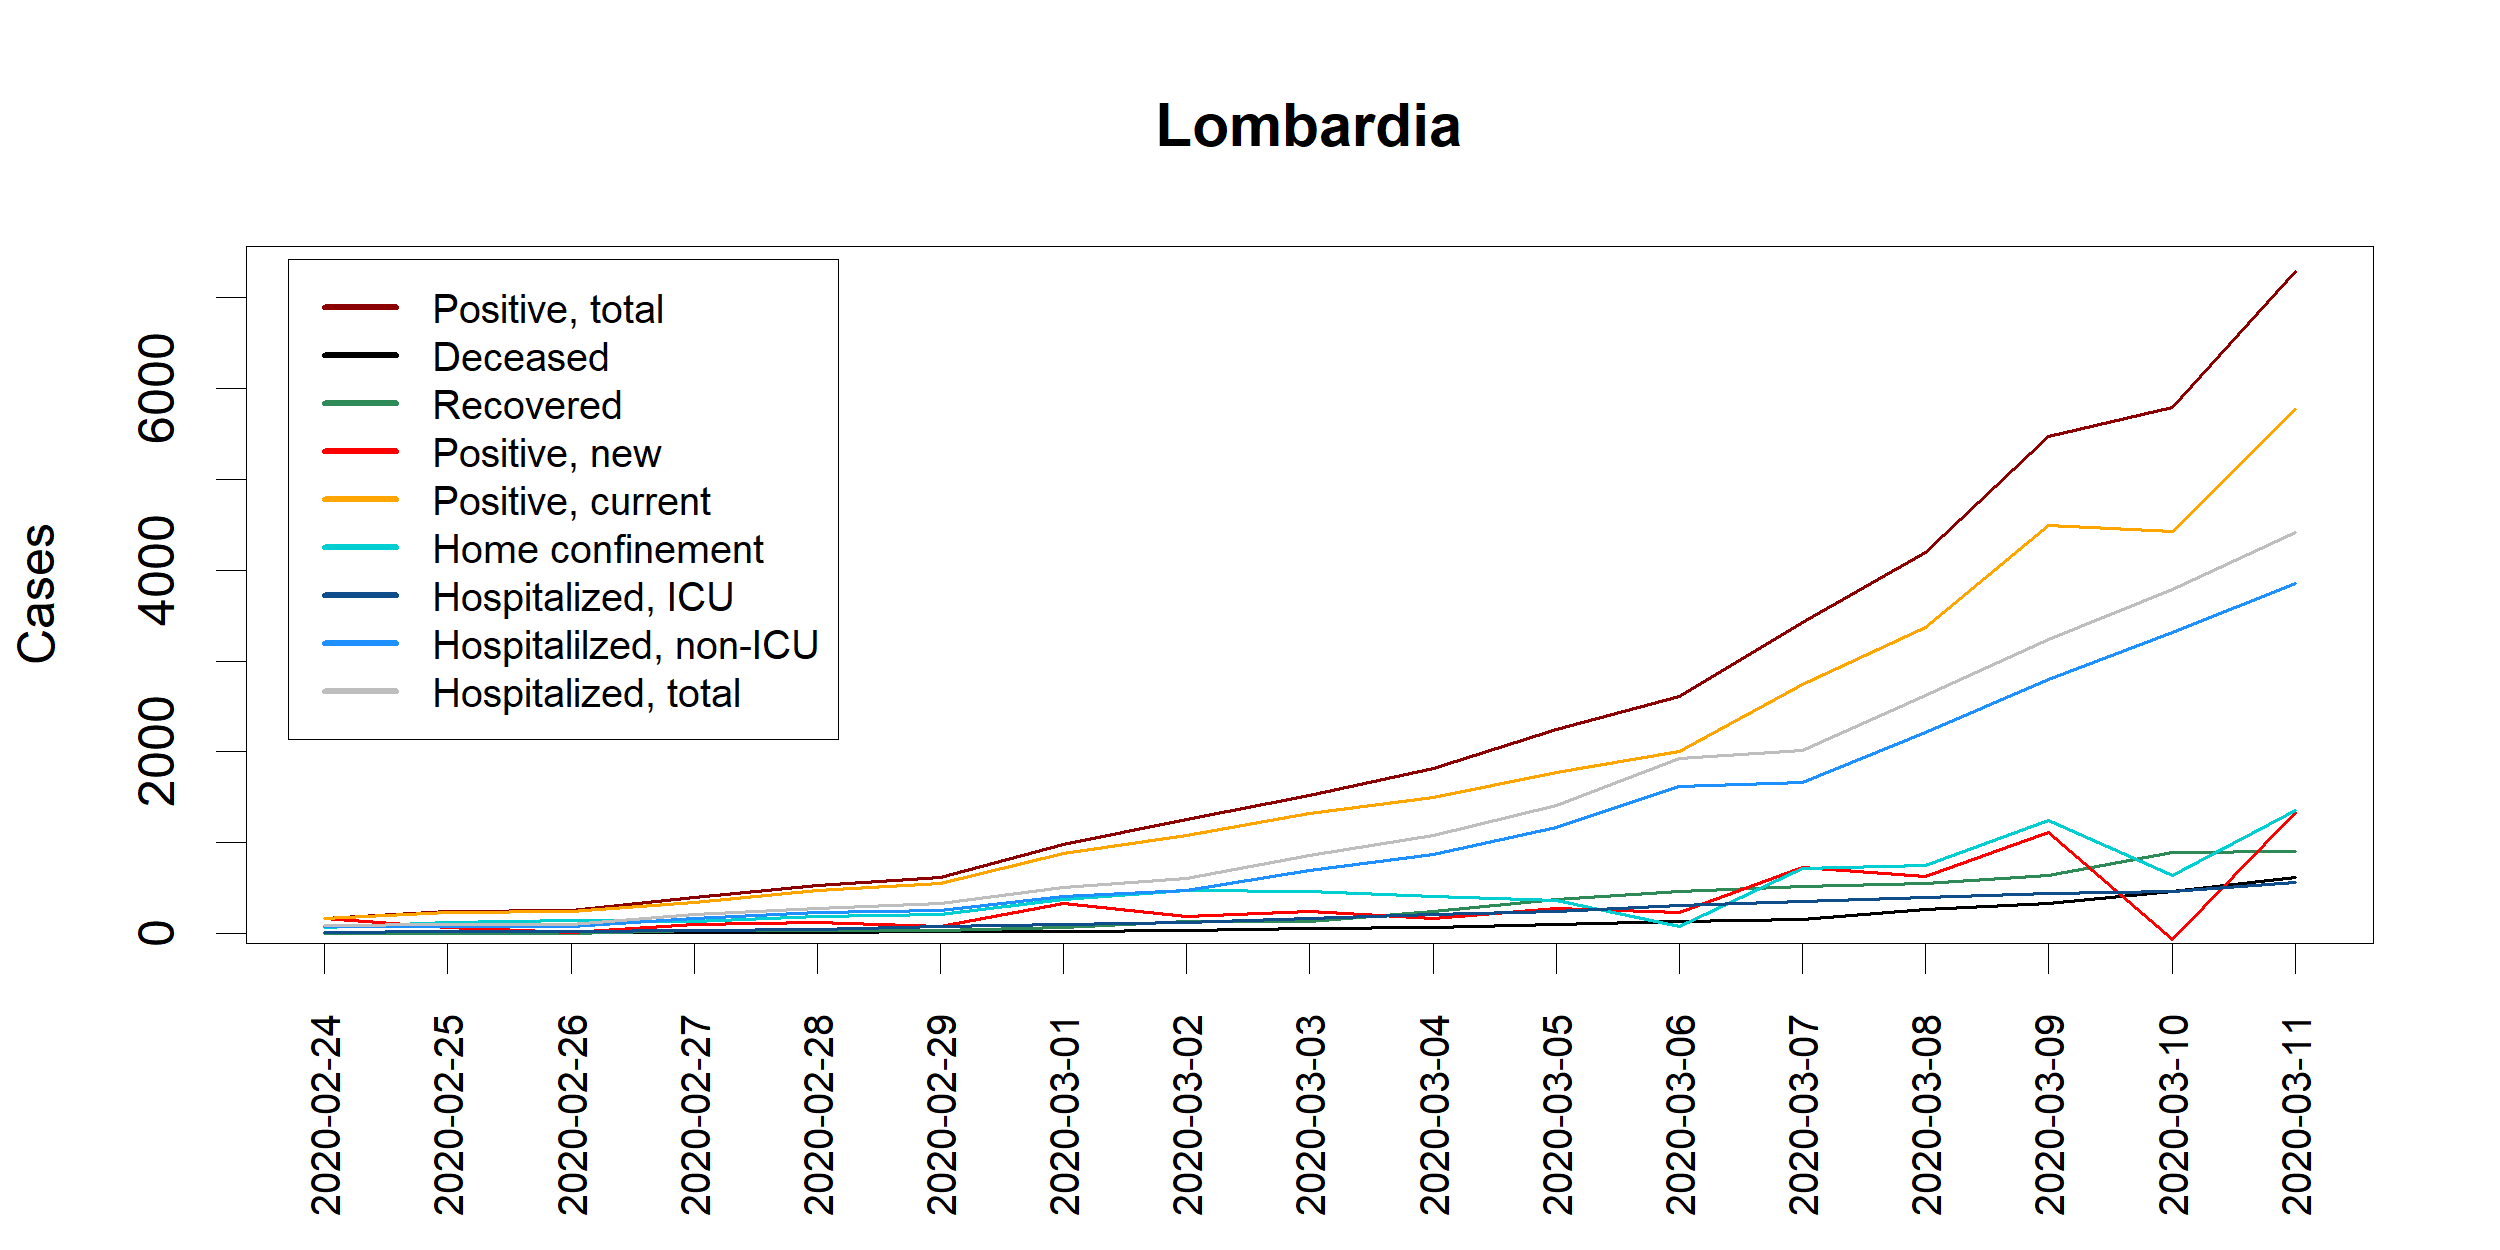 Lombardia
Positive, total
Deceased
Recovered
Positive, new
Positive, current
Home confinement
Hospitalized, ICU
Hospitalilzed, non-ICU
Hospitalized, total
Cases
0
2000
4000
6000
2020-02-24
2020-02-25
2020-02-26
2020-02-27
2020-02-28
2020-02-29
2020-03-01
2020-03-02
2020-03-03
2020-03-04
2020-03-05
2020-03-06
2020-03-07
2020-03-08
2020-03-09
2020-03-10
2020-03-11